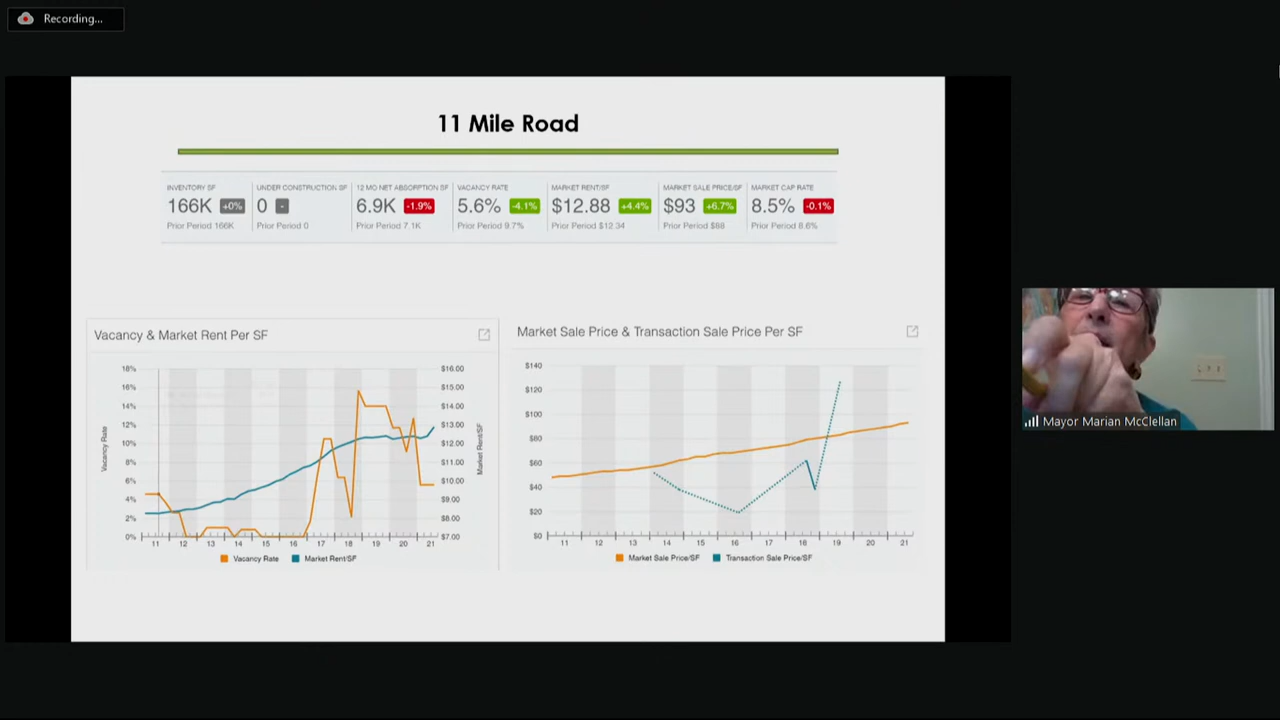 Recording...
11 Mile Road
INVENTORY SF UNDER CONSTRUCTION SF 12 MO NET ABSORPTION SF VACANCY RATE MARKET RENT/SF MARKET SALE PRICE/SF MARKET CAP RATE
166K +0% 0 - 6.9K -1.9% 5.6% -4.1% $12.88 +4.4% $93 +6.7% 8.5% -0.1%
Prior Period 166K Prior Period 0 Prior Period 7.1K Prior Period 9.7% Prior Period $12.34 Prior Period $88 Prior Period 8.6%
Vacancy & Market Rent Per SF
18% $16.00
16% $15.00
14% $14.00
12% $13.00
10% $12.00
8% $11.00
6% $10.00
4% $9.00
2% $8.00
0% $7.00
Vacancy Rate
Market Rent/SF
11 12 13 14 15 16 17 18 19 20 21
Vacancy Rate Market Rent/SF
Market Sale Price & Transaction Sale Price Per SF
$140
$120
$100
$80
$60
$40
$20
$0
11 12 13 14 15 16 17 18 19 20 21
Market Sale Price/SF Transaction Sale Price/SF
Mayor Marian McClellan